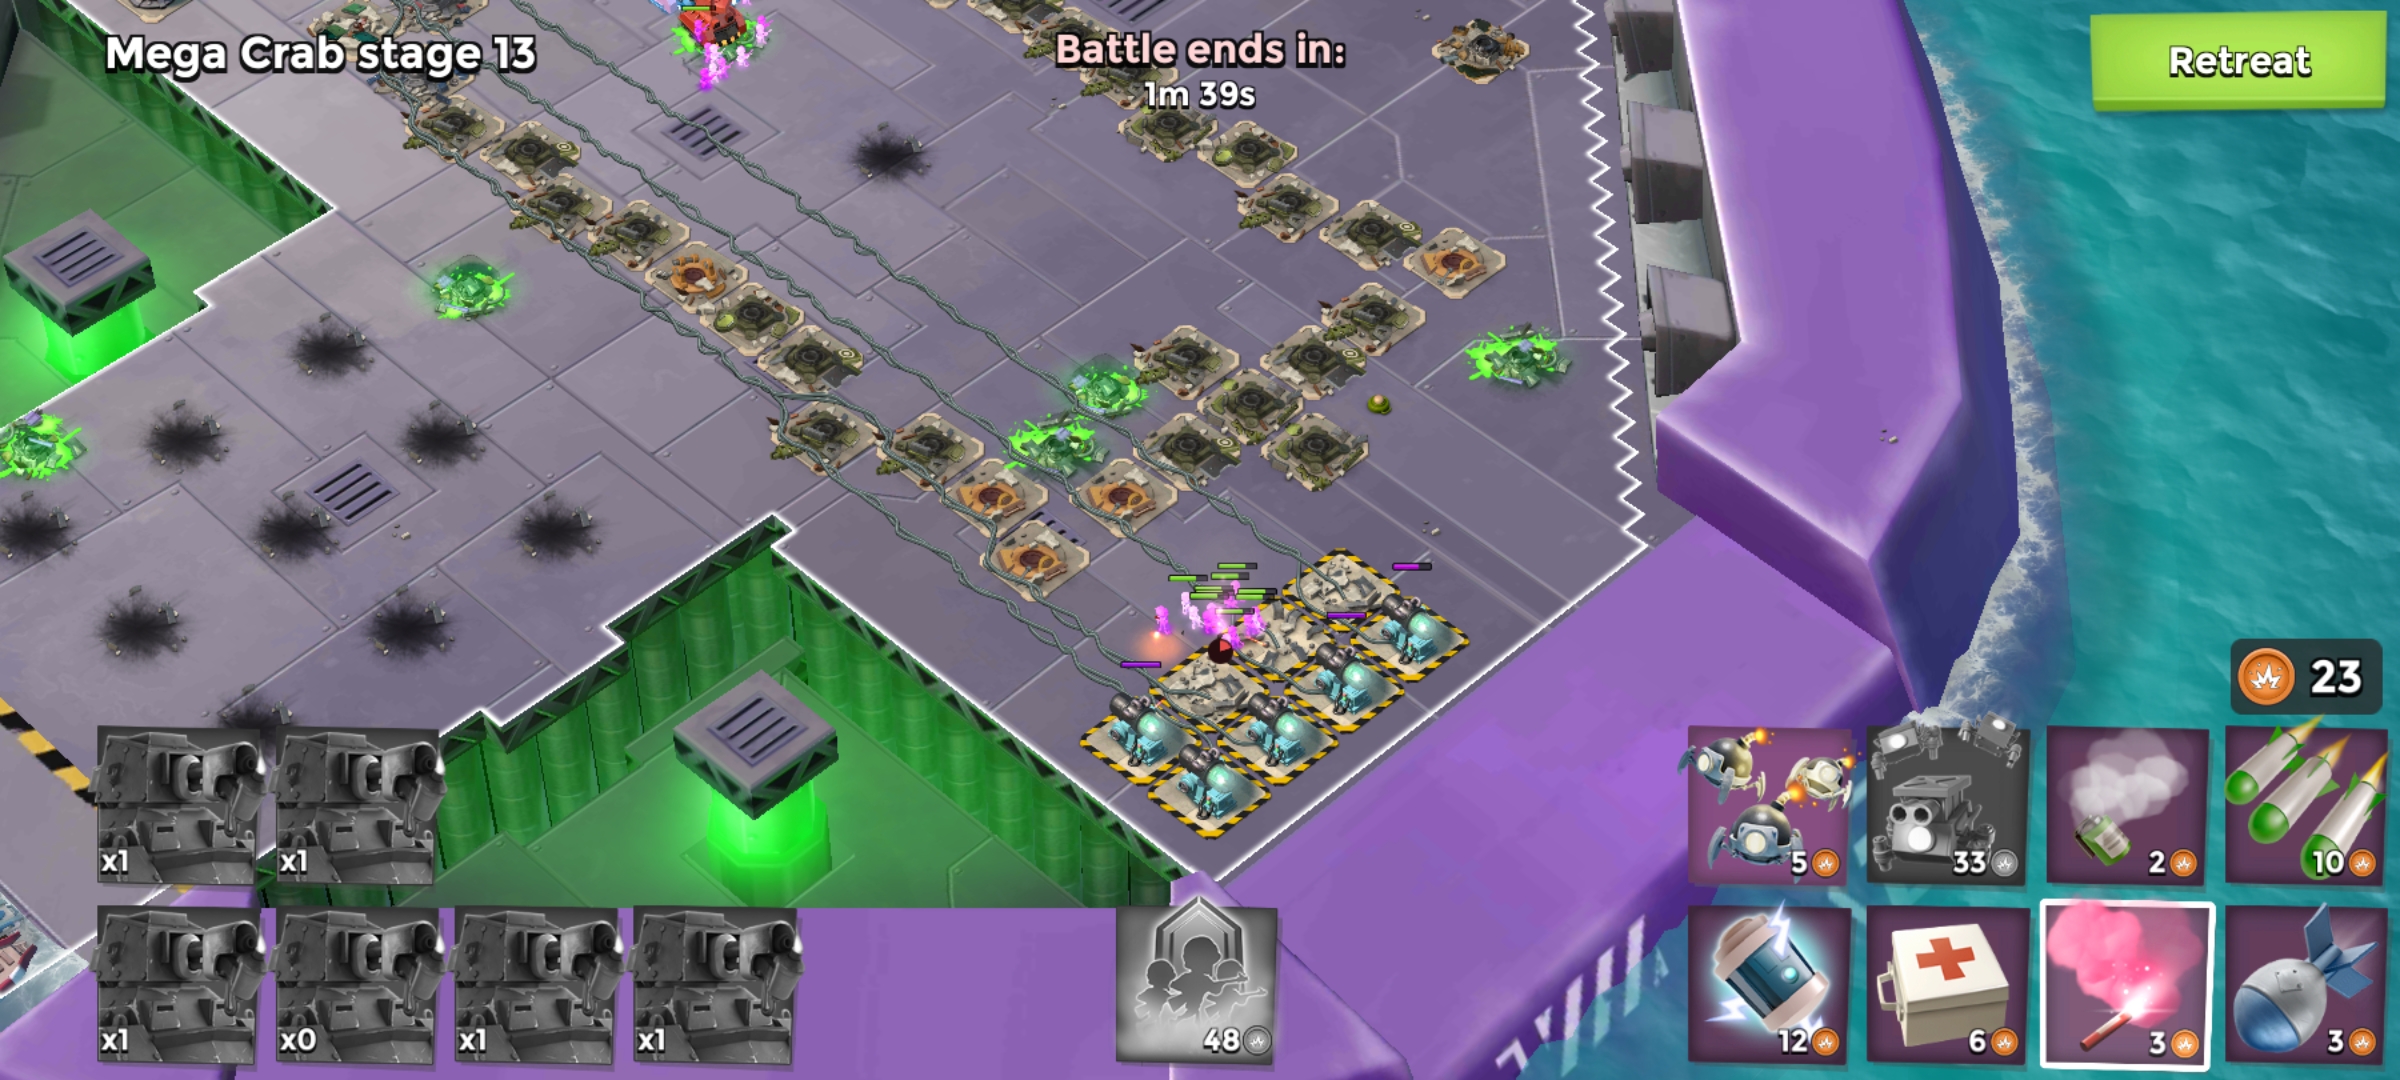 Mega Crab stage 13
Battle ends in:
1m 39s
Retreat
23
x1
x1
5
33
2
10
x1
x0
x1
x1
48
12
6
3
3